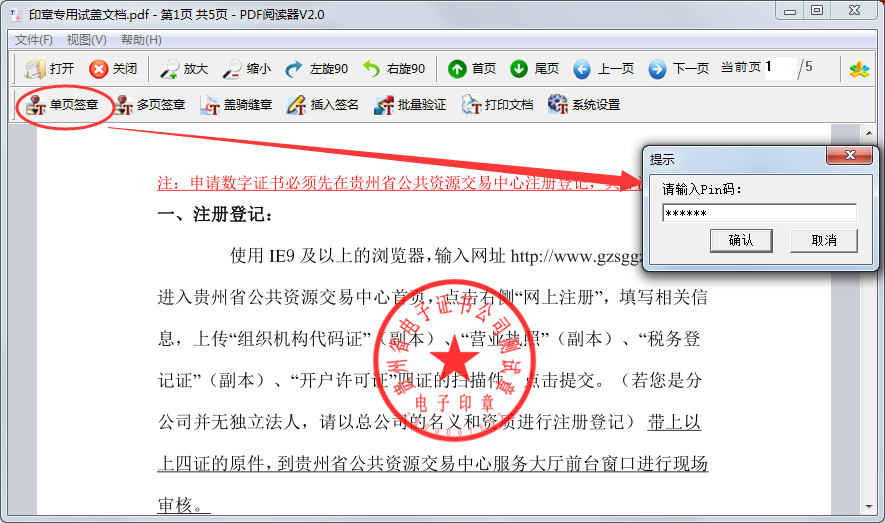 印章专用试盖文档.pdf - 第1页 共5页 - PDF阅读器V2.0
文件(F) 视图(V) 帮助(H)
打开 关闭 放大 缩小 左旋90 右旋90 首页 尾页 上一页 下一页 当前页 1 /5
单页签章 多页签章 盖骑缝章 插入签名 批量验证 打印文档 系统设置
提示
请输入Pin码：
******
确认 取消
注：申请数字证书必须先在贵州省公共资源交易中心注册登记，
一、注册登记：
使用 IE9 及以上的浏览器，输入网址 http://www.gzsggz
进入贵州省公共资源交易中心首页，点击右侧“网上注册”，填写相关信
息，上传“组织机构代码证”（副本）、“营业执照”（副本）、“税务登
记证”（副本）、“开户许可证”四证的扫描件，点击提交。（若您是分
公司并无独立法人，请以总公司的名义和资质进行注册登记）带上以
上四证的原件，到贵州省公共资源交易中心服务大厅前台窗口进行现场
审核。
贵州省电子证书公司测试章
电子印章